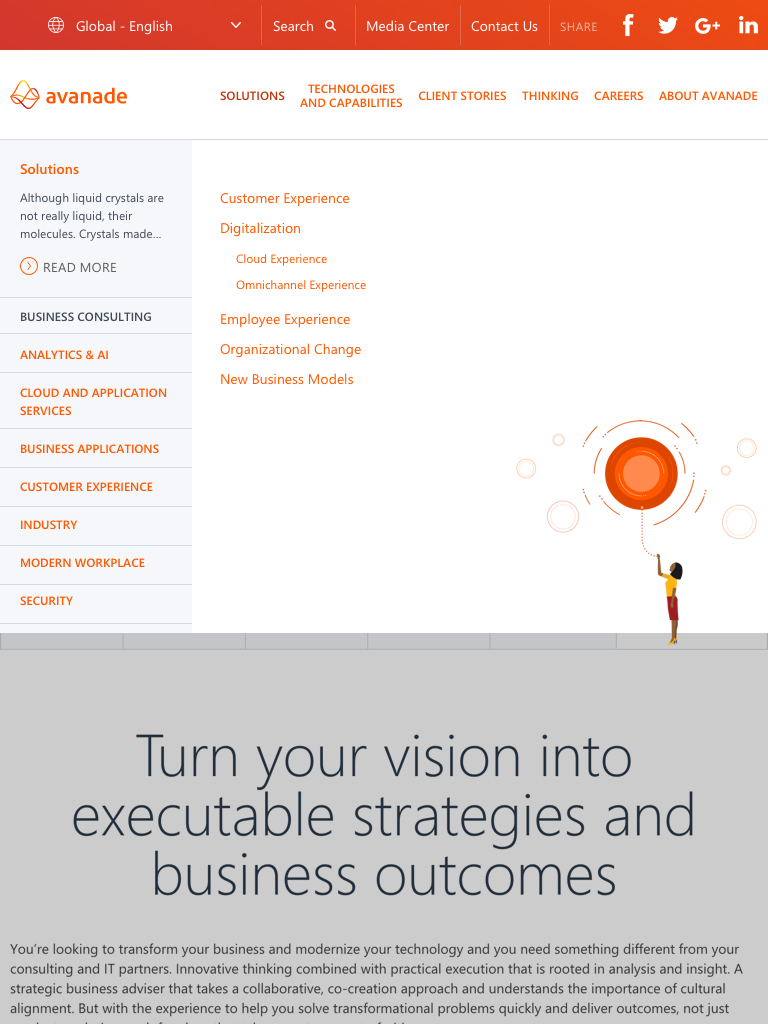 Global - English
Search
Media Center
Contact Us
SHARE
f
G+
in
avanade
SOLUTIONS
TECHNOLOGIES
AND CAPABILITIES
CLIENT STORIES
THINKING
CAREERS
ABOUT AVANADE
Solutions
Although liquid crystals are
not really liquid, their
molecules. Crystals made...
READ MORE
BUSINESS CONSULTING
ANALYTICS & AI
CLOUD AND APPLICATION
SERVICES
BUSINESS APPLICATIONS
CUSTOMER EXPERIENCE
INDUSTRY
MODERN WORKPLACE
SECURITY
Customer Experience
Digitalization
Cloud Experience
Omnichannel Experience
Employee Experience
Organizational Change
New Business Models
Turn your vision into
executable strategies and
business outcomes
You’re looking to transform your business and modernize your technology and you need something different from your
consulting and IT partners. Innovative thinking combined with practical execution that is rooted in analysis and insight. A
strategic business adviser that takes a collaborative, co-creation approach and understands the importance of cultural
alignment. But with the experience to help you solve transformational problems quickly and deliver outcomes, not just